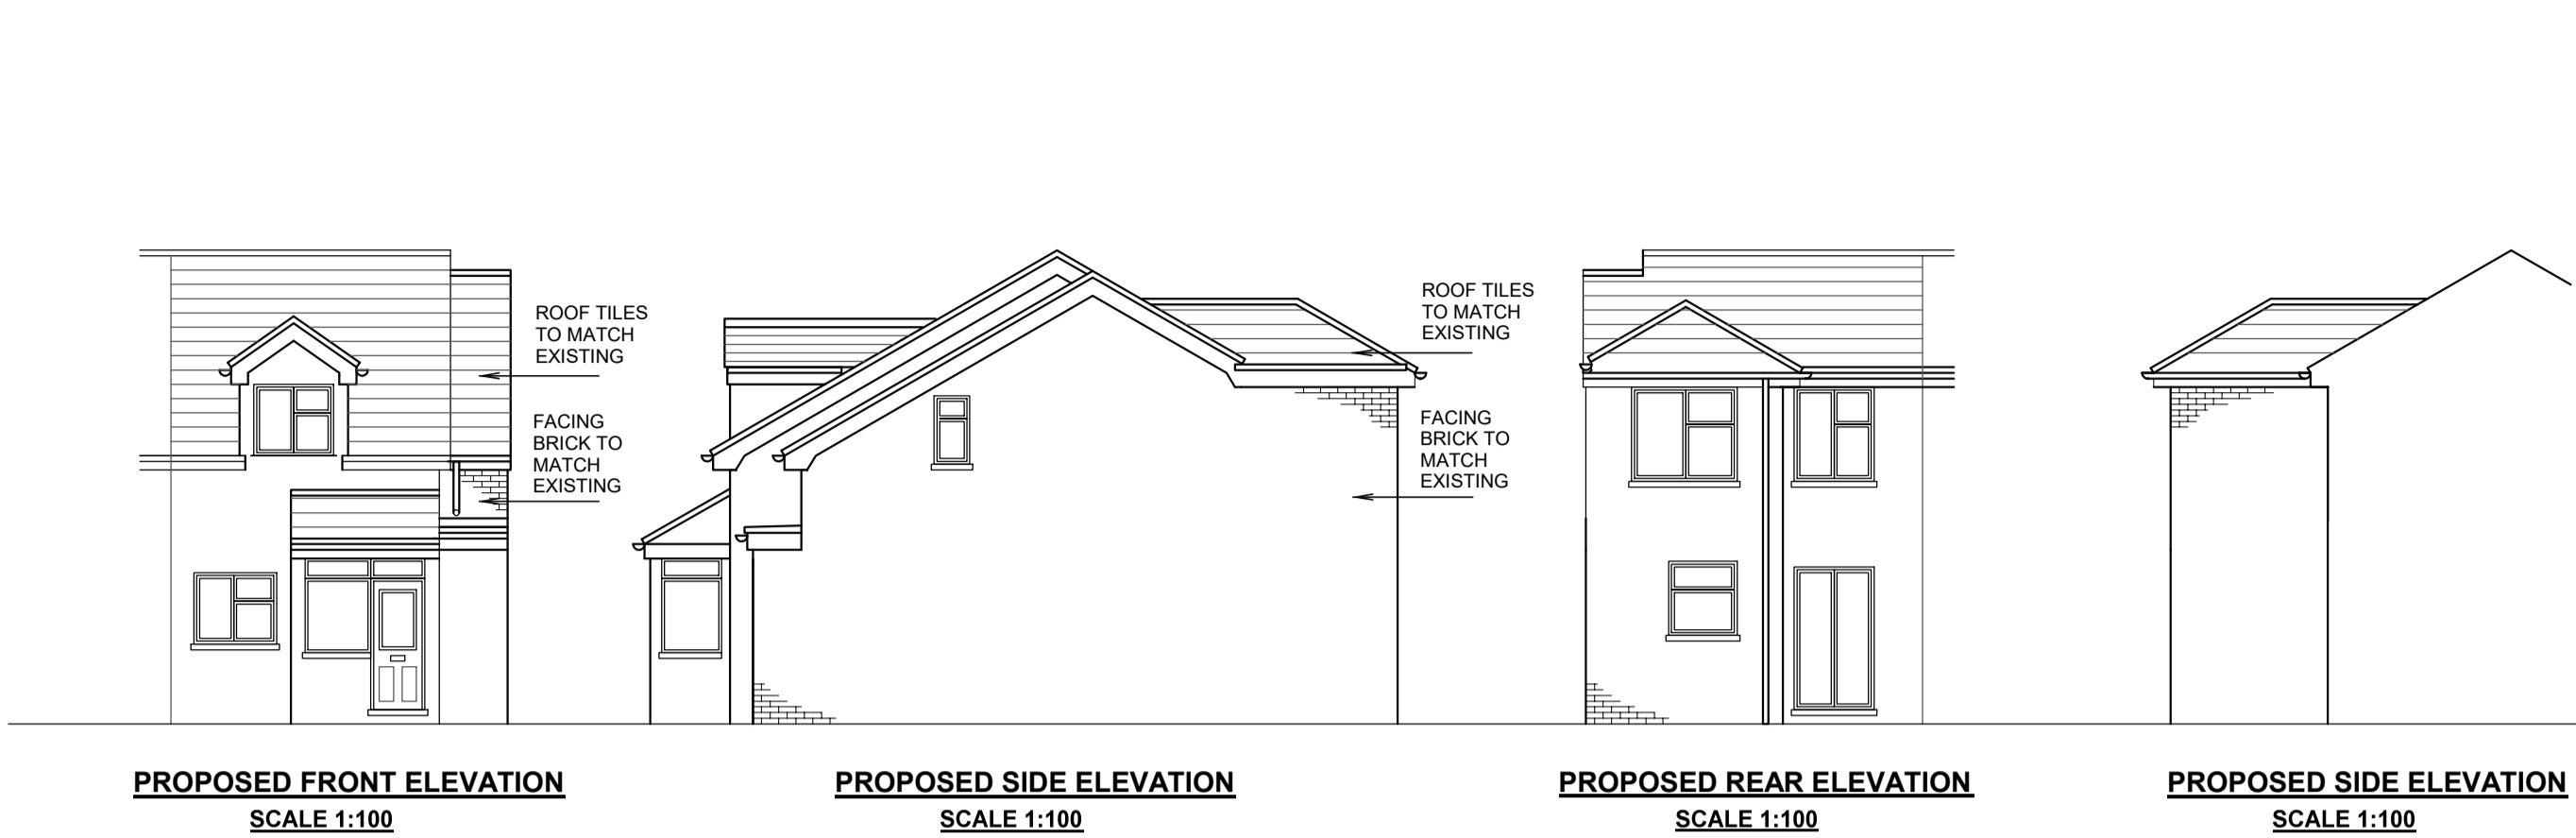 ROOF TILES
TO MATCH
EXISTING
FACING
BRICK TO
MATCH
EXISTING
PROPOSED FRONT ELEVATION
SCALE 1:100
ROOF TILES
TO MATCH
EXISTING
FACING
BRICK TO
MATCH
EXISTING
PROPOSED SIDE ELEVATION
SCALE 1:100
PROPOSED REAR ELEVATION
SCALE 1:100
PROPOSED SIDE ELEVATION
SCALE 1:100